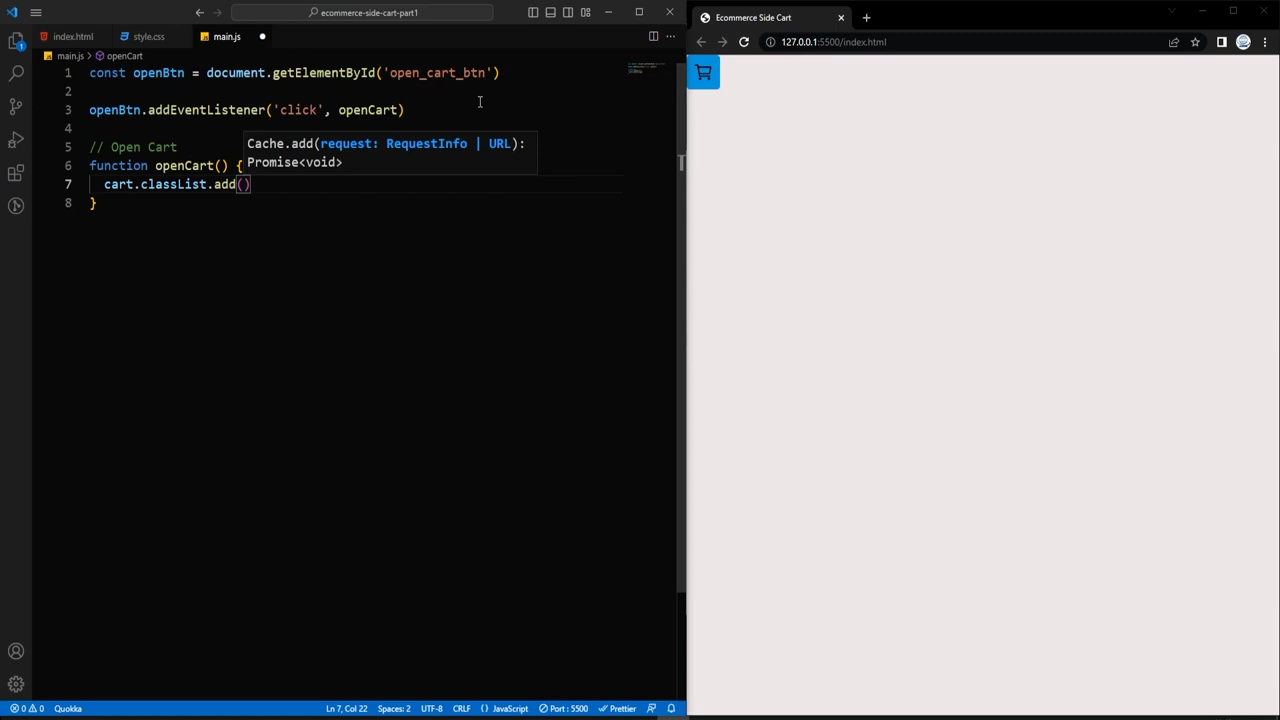 ecommerce-side-cart-part1
index.html
style.css
main.js
main.js > openCart
1 const openBtn = document.getElementById('open_cart_btn')
2
3 openBtn.addEventListener('click', openCart)
4
5 // Open Cart
6 function openCart() {
7 cart.classList.add()
8 }
Cache.add(request: RequestInfo | URL):
Promise<void>
1
0 0
Quokka
Ln 7, Col 22
Spaces: 2
UTF-8
CRLF
{ } JavaScript
Port : 5500
Prettier
Ecommerce Side Cart
127.0.0.1:5500/index.html